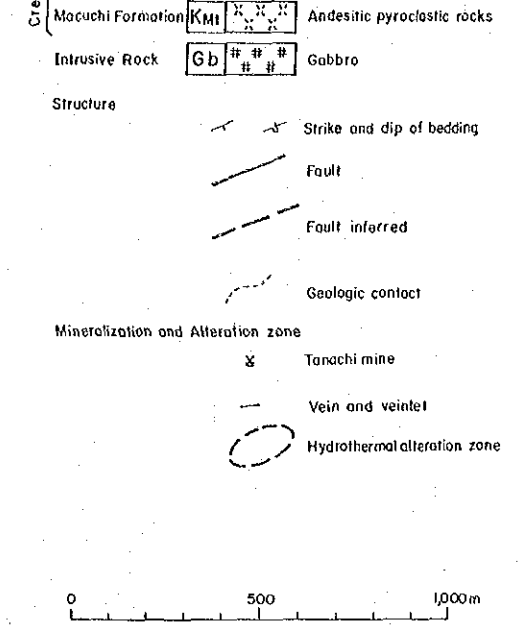 Cre
Macuchi Formation KMt Andesitic pyroclastic rocks
Intrusive Rock Gb Gabbro
Structure
Strike and dip of bedding
Fault
Fault inferred
Geologic contact
Mineralization and Alteration zone
Tanachi mine
Vein and veintet
Hydrothermal alteration zone
0 500 1,000m